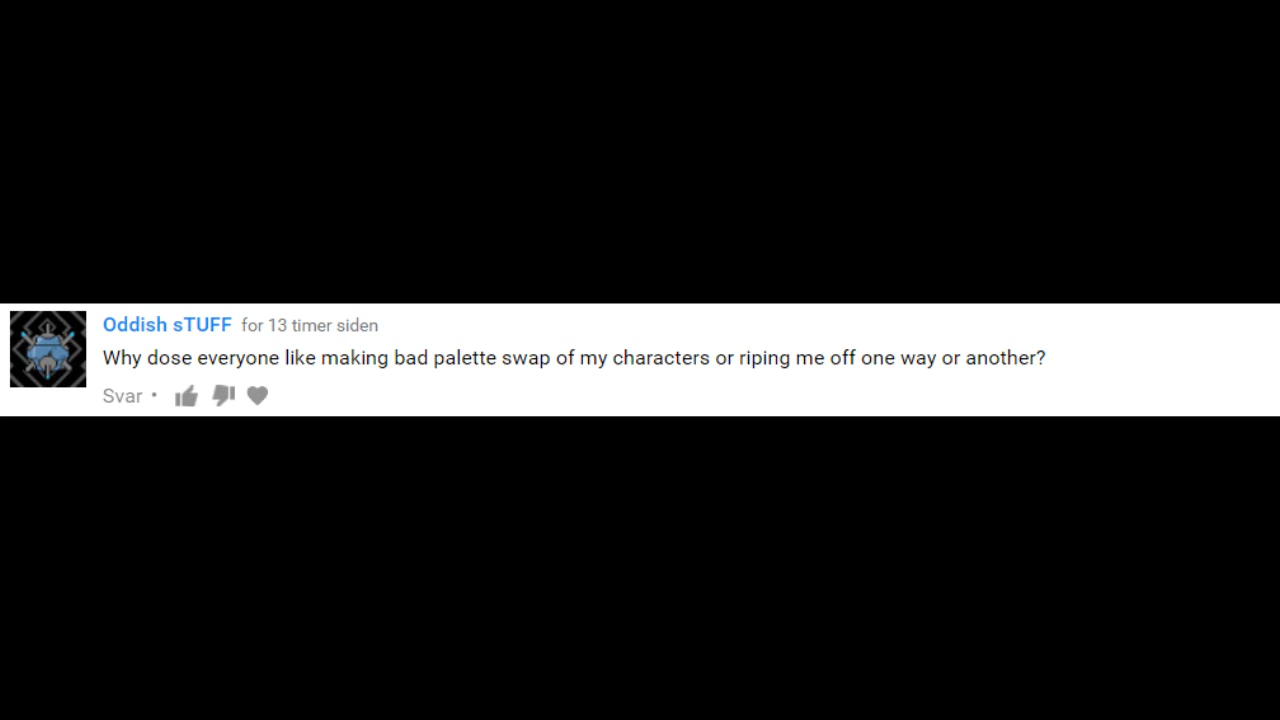 Oddish sTUFF for 13 timer siden
Why dose everyone like making bad palette swap of my characters or riping me off one way or another?
Svar •